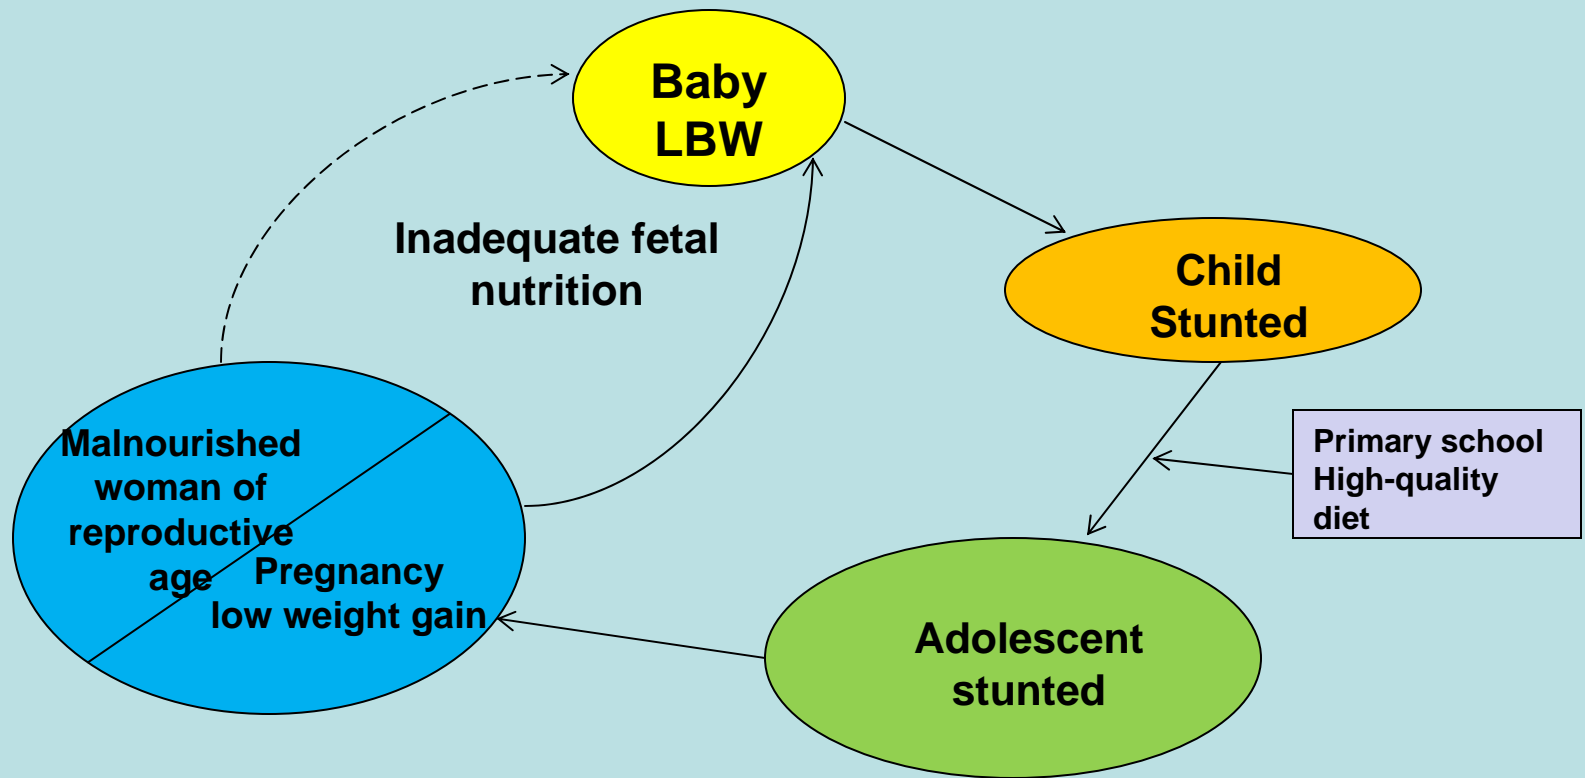 Baby
LBW
Inadequate fetal
nutrition
Child
Stunted
Primary school
High-quality
diet
Malnourished
woman of
reproductive
age
Pregnancy
low weight gain
Adolescent
stunted